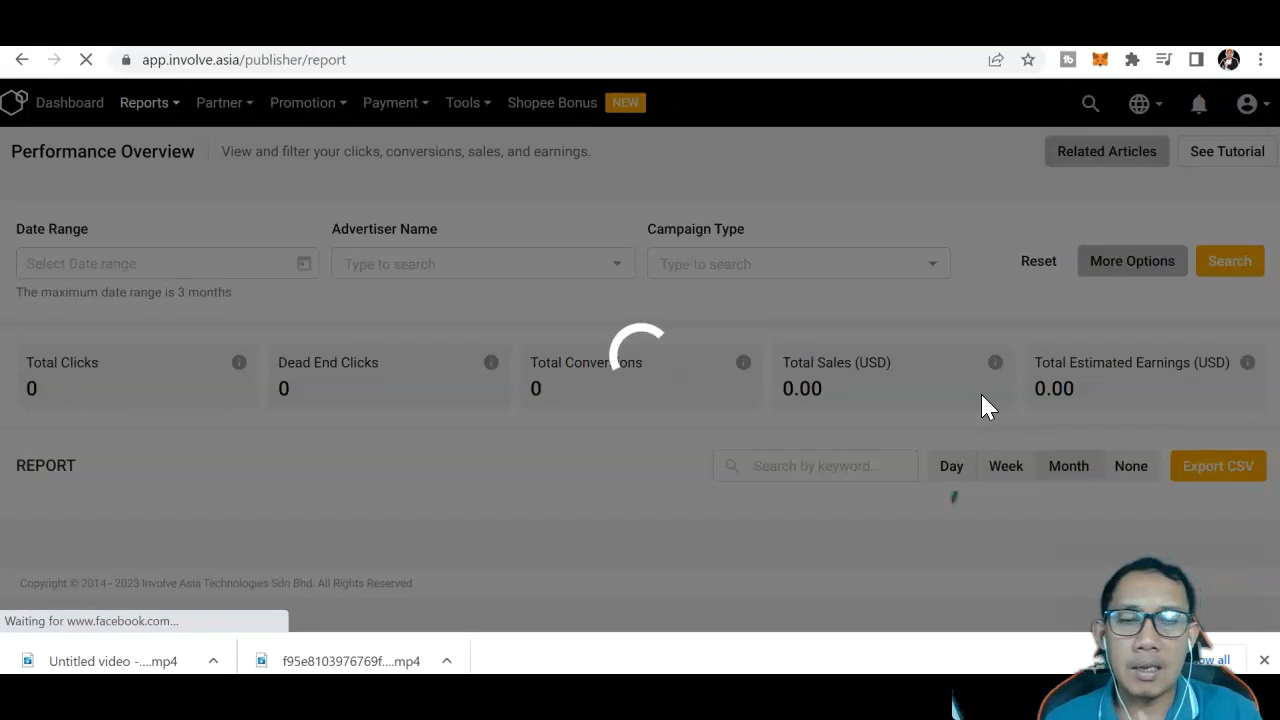 app.involve.asia/publisher/report
Dashboard Reports Partner Promotion Payment Tools Shopee Bonus NEW
Performance Overview View and filter your clicks, conversions, sales, and earnings. Related Articles See Tutorial
Date Range Advertiser Name Campaign Type
Select Date range Type to search Type to search Reset More Options Search
The maximum date range is 3 months
Total Clicks Dead End Clicks Total Conversions Total Sales (USD) Total Estimated Earnings (USD)
0 0 0 0.00 0.00
REPORT Search by keyword... Day Week Month None Export CSV
Copyright © 2014 - 2023 Involve Asia Technologies Sdn Bhd. All Rights Reserved
Waiting for www.facebook.com...
Untitled video -....mp4 f95e8103976769f....mp4 all